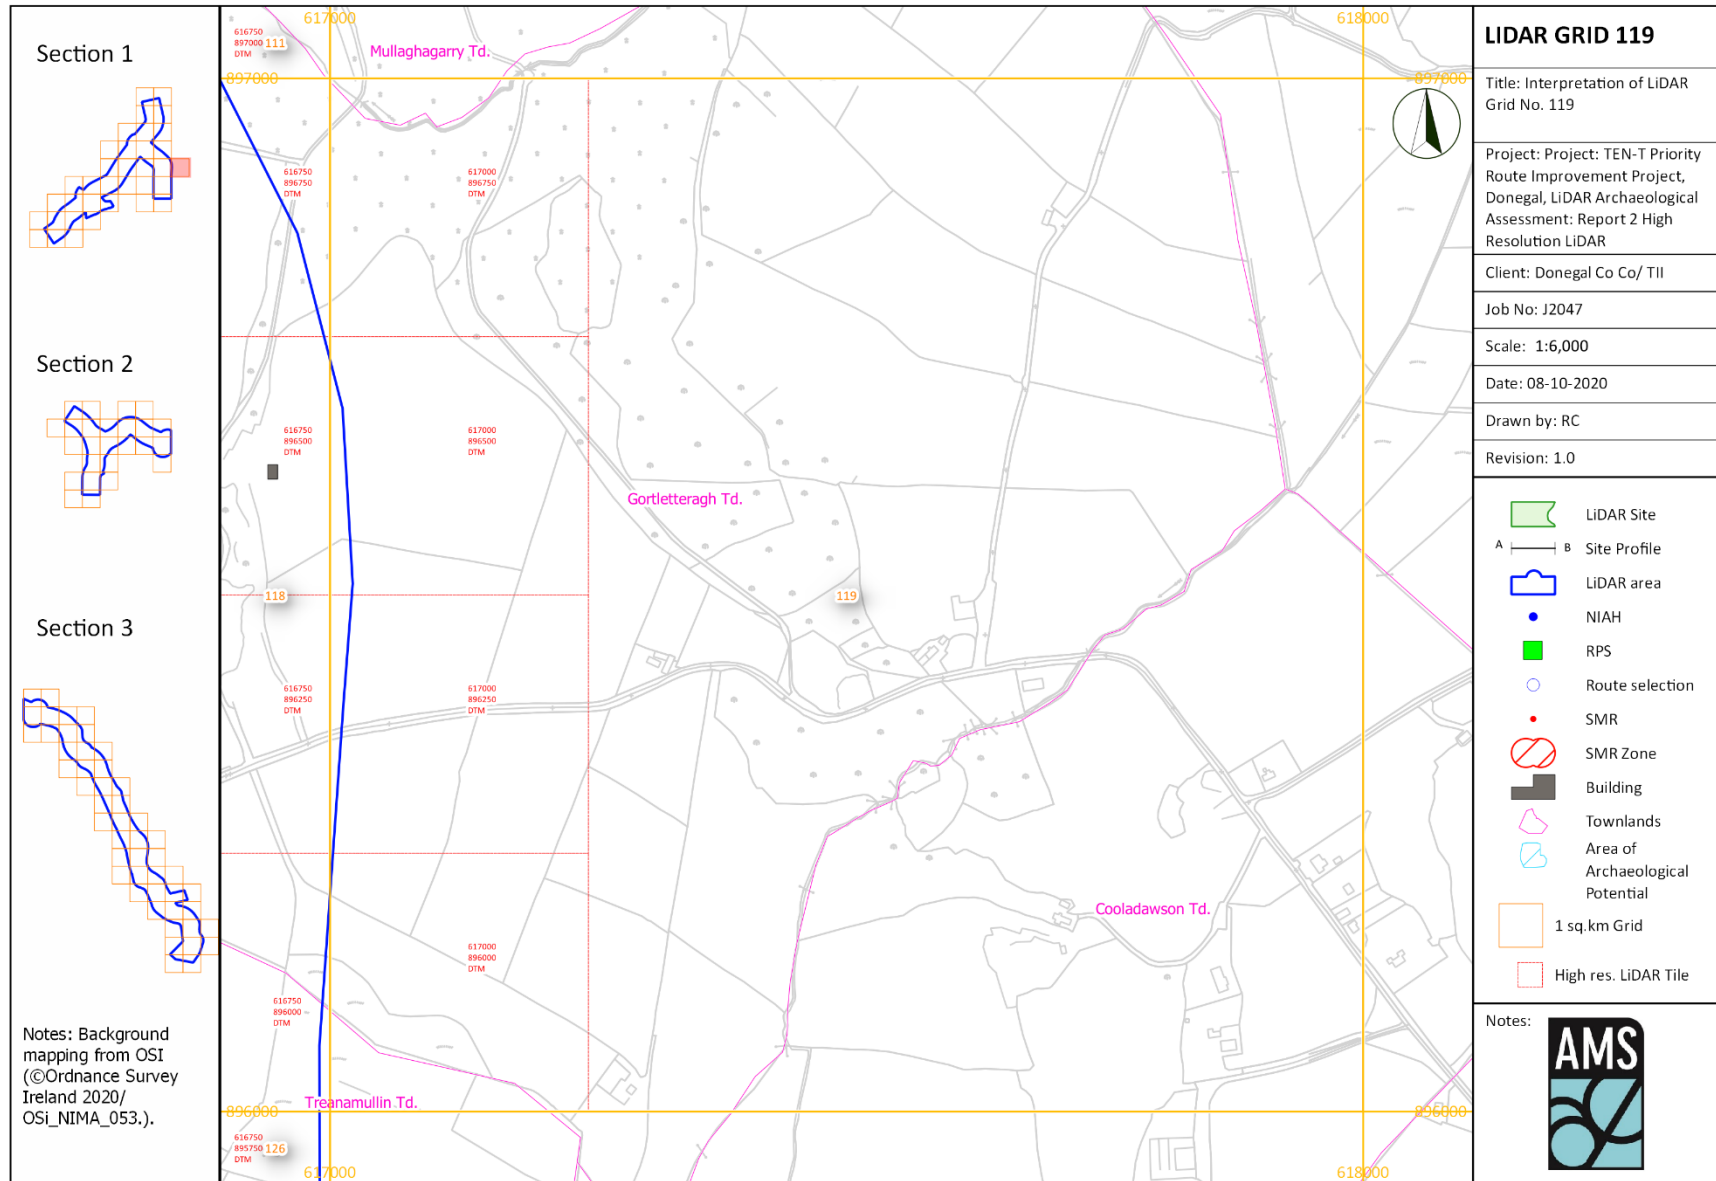 Section 1
Section 2
Section 3
Notes: Background
mapping from OSI
(©Ordnance Survey
Ireland 2020/
OSi_NIMA_053.).
617000
618000
616750
897000
DTM
111
Mullaghagarry Td.
897000
897000
616750
896750
DTM
617000
896750
DTM
616750
896500
DTM
617000
896500
DTM
Gortletteragh Td.
118
119
616750
896250
DTM
617000
896250
DTM
Cooladawson Td.
617000
896000
DTM
616750
896000
DTM
Treanamullin Td.
896000
896000
616750
895750
DTM
126
617000
618000
LIDAR GRID 119
Title: Interpretation of LiDAR
Grid No. 119
Project: Project: TEN-T Priority
Route Improvement Project,
Donegal, LiDAR Archaeological
Assessment: Report 2 High
Resolution LiDAR
Client: Donegal Co Co/ TII
Job No: J2047
Scale: 1:6,000
Date: 08-10-2020
Drawn by: RC
Revision: 1.0
LiDAR Site
A B Site Profile
LiDAR area
NIAH
RPS
Route selection
SMR
SMR Zone
Building
Townlands
Area of
Archaeological
Potential
1 sq.km Grid
High res. LiDAR Tile
Notes:
AMS